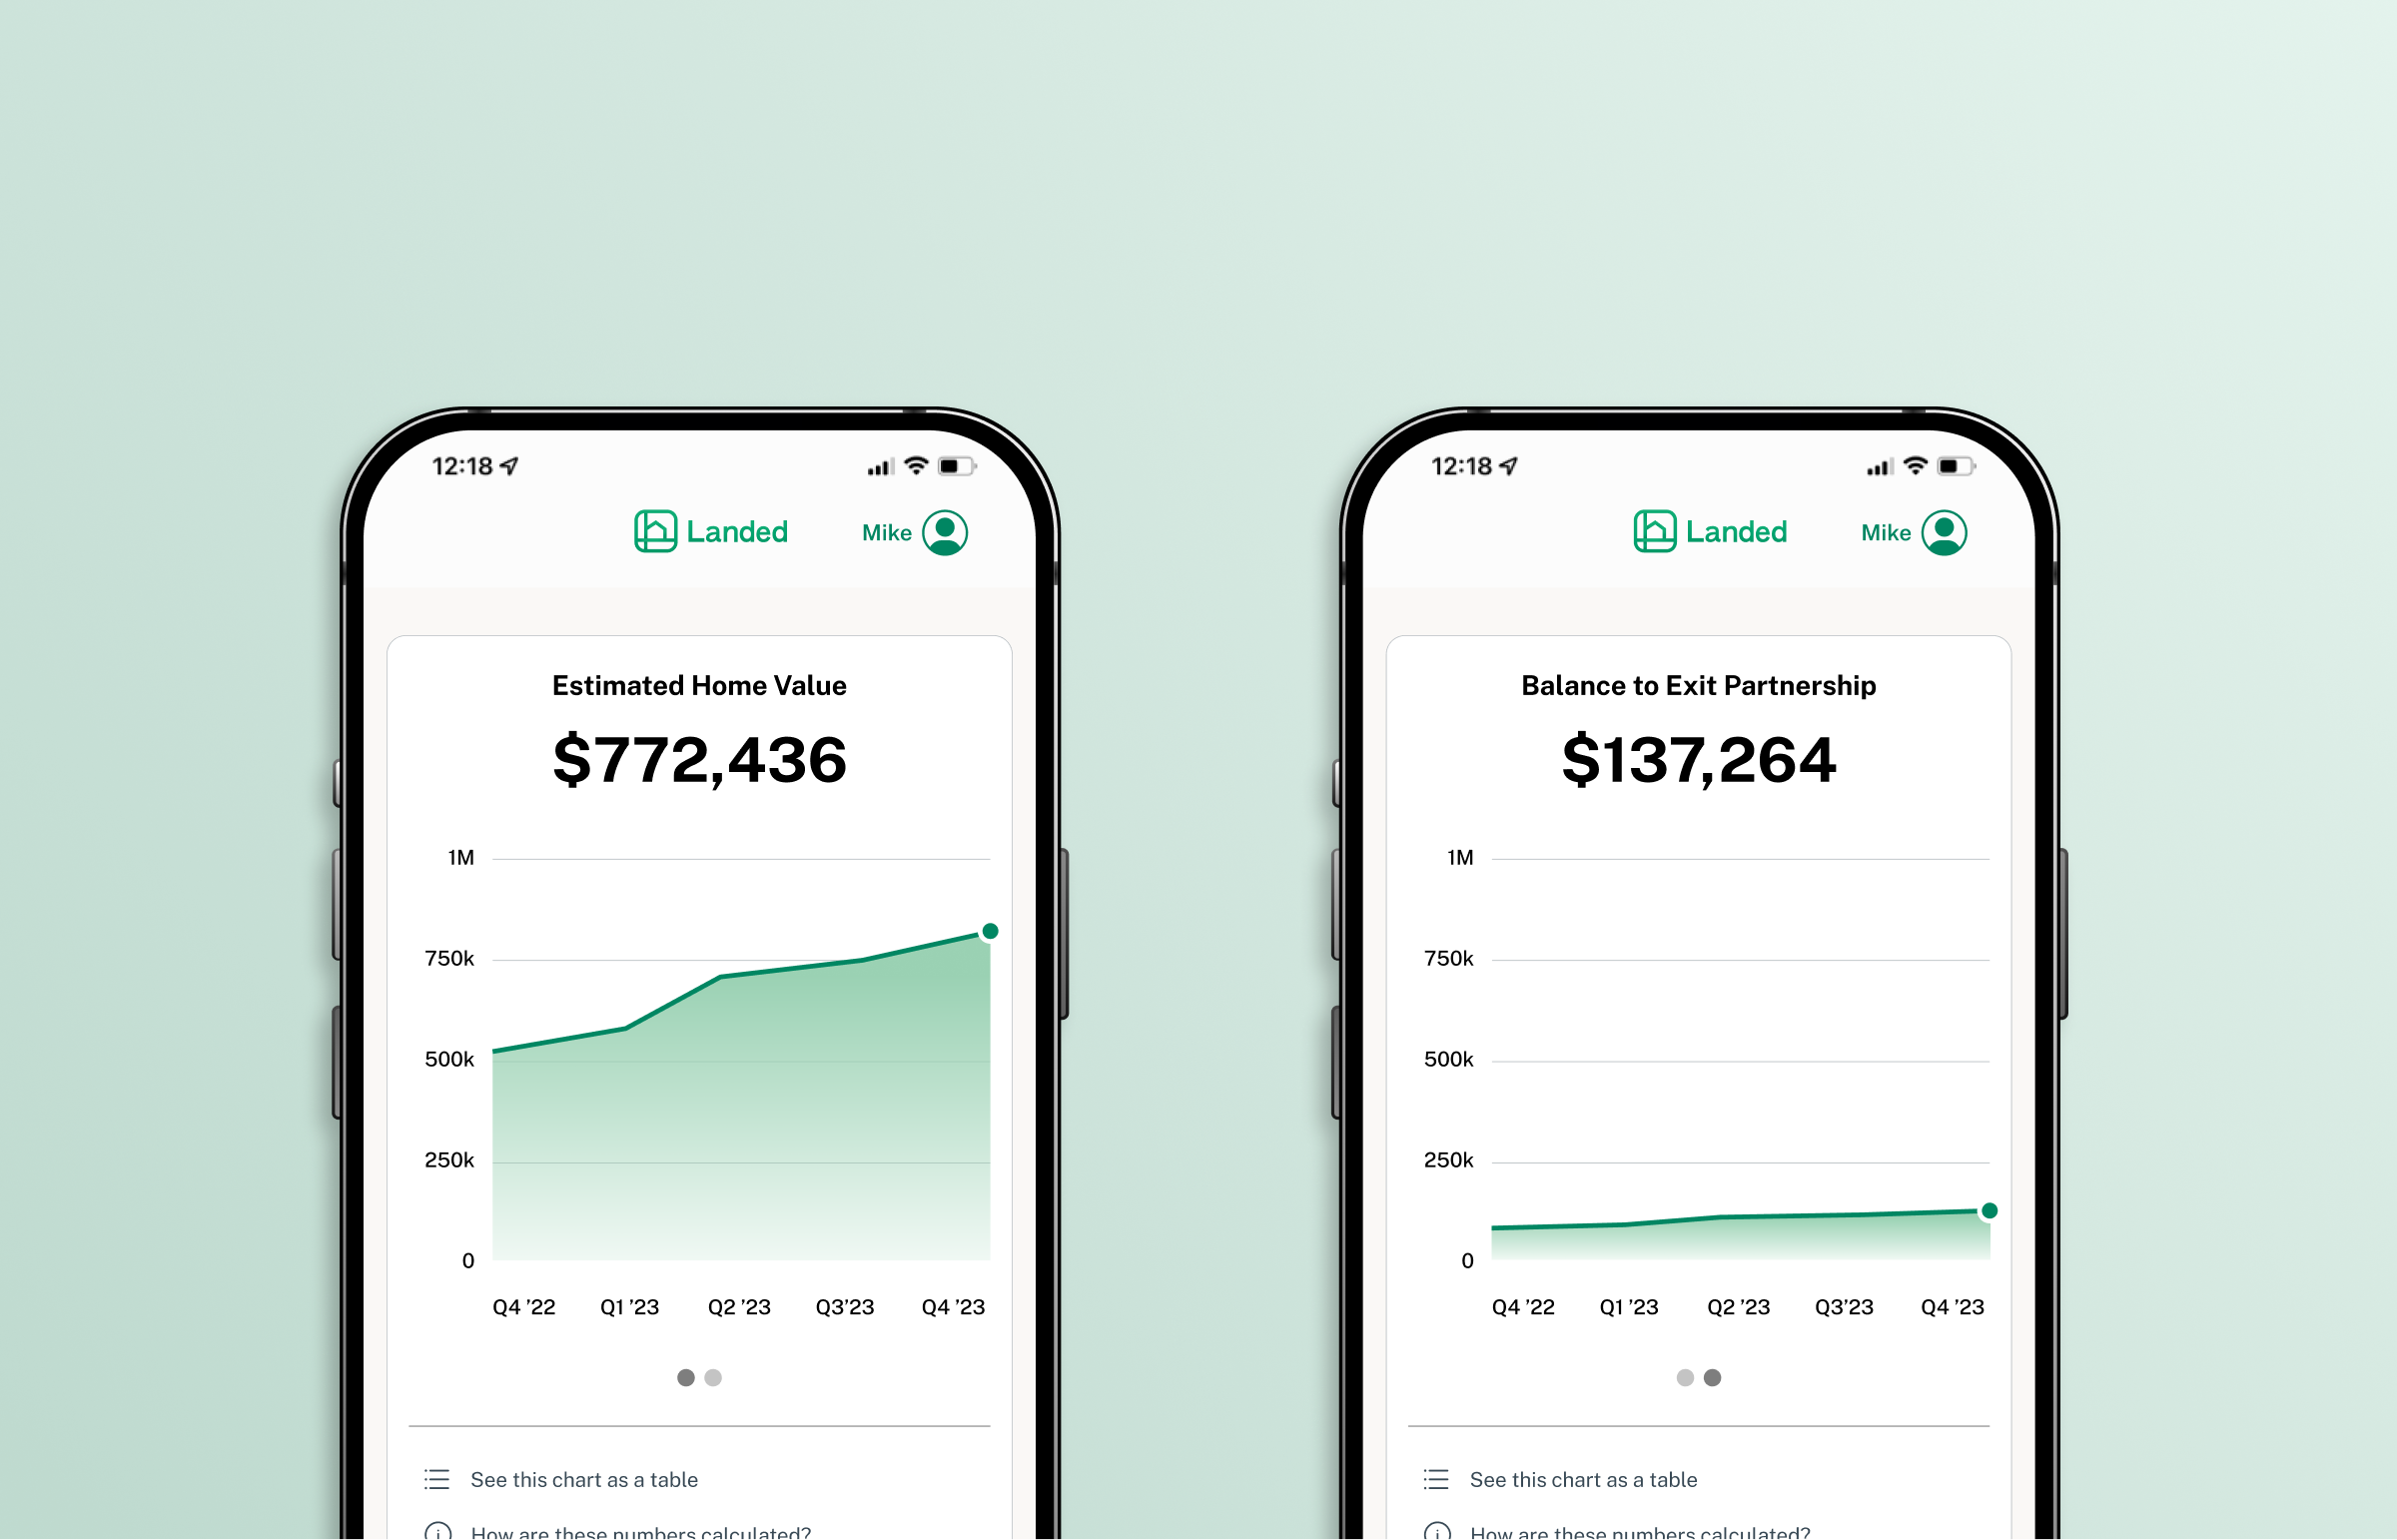 12:18
Landed
Mike
Estimated Home Value
$772,436
1M
750k
500k
250k
0
Q4 ’22 Q1 ’23 Q2 ’23 Q3’23 Q4 ’23
See this chart as a table
How are these numbers calculated?
12:18
Landed
Mike
Balance to Exit Partnership
$137,264
1M
750k
500k
250k
0
Q4 ’22 Q1 ’23 Q2 ’23 Q3’23 Q4 ’23
See this chart as a table
How are these numbers calculated?